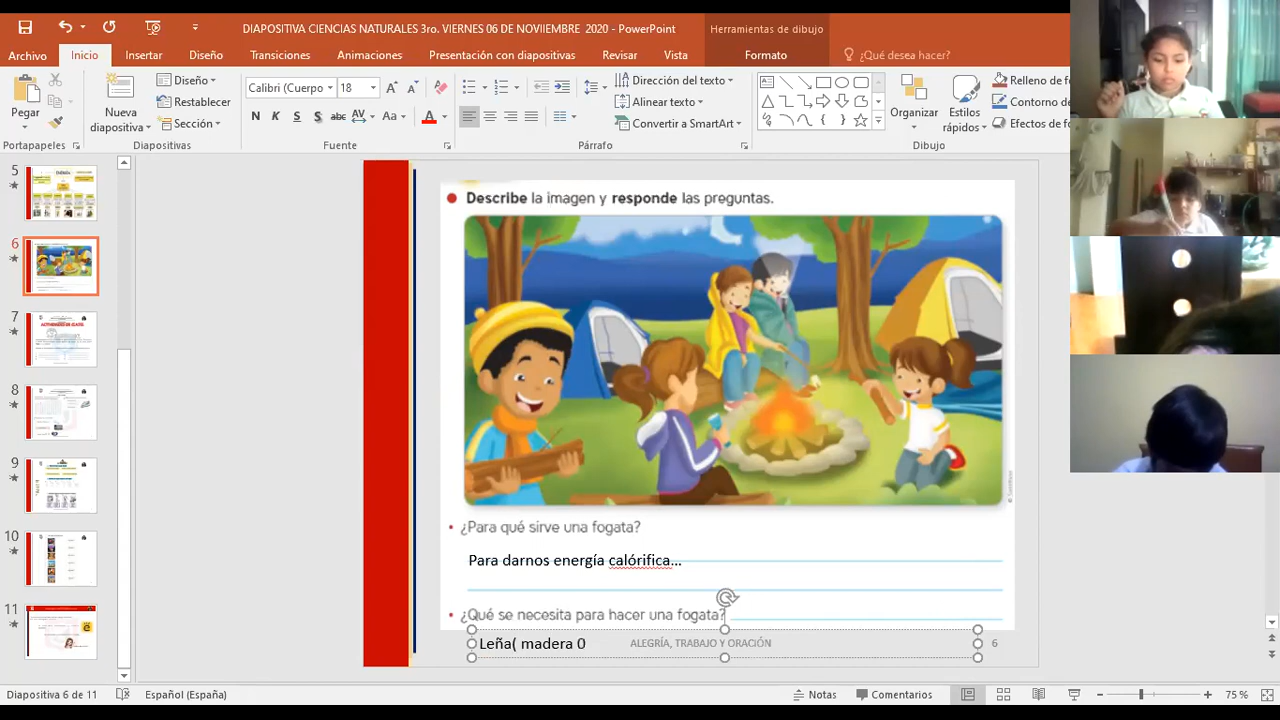 DIAPOSITIVA CIENCIAS NATURALES 3ro. VIERNES 06 DE NOVIIEMBRE 2020 - PowerPoint
Herramientas de dibujo
Archivo Inicio Insertar Diseño Transiciones Animaciones Presentación con diapositivas Revisar Vista Formato ¿Qué desea hacer?
Pegar
Portapapeles
Nueva diapositiva
Diseño
Restablecer
Sección
Diapositivas
Calibri (Cuerpo 18
N K S S abc AV Aa A
Fuente
Dirección del texto
Alinear texto
Convertir a SmartArt
Párrafo
Organizar
Estilos rápidos
Relleno de f
Contorno de
Efectos de f
Dibujo
5
6
7
8
9
10
11
Describe la imagen y responde las preguntas.
¿Para qué sirve una fogata?
Para darnos energía calórifica...
¿Qué se necesita para hacer una fogata?
Leña( madera 0
ALEGRÍA, TRABAJO Y ORACIÓN
6
Diapositiva 6 de 11 Español (España) Notas Comentarios 75 %